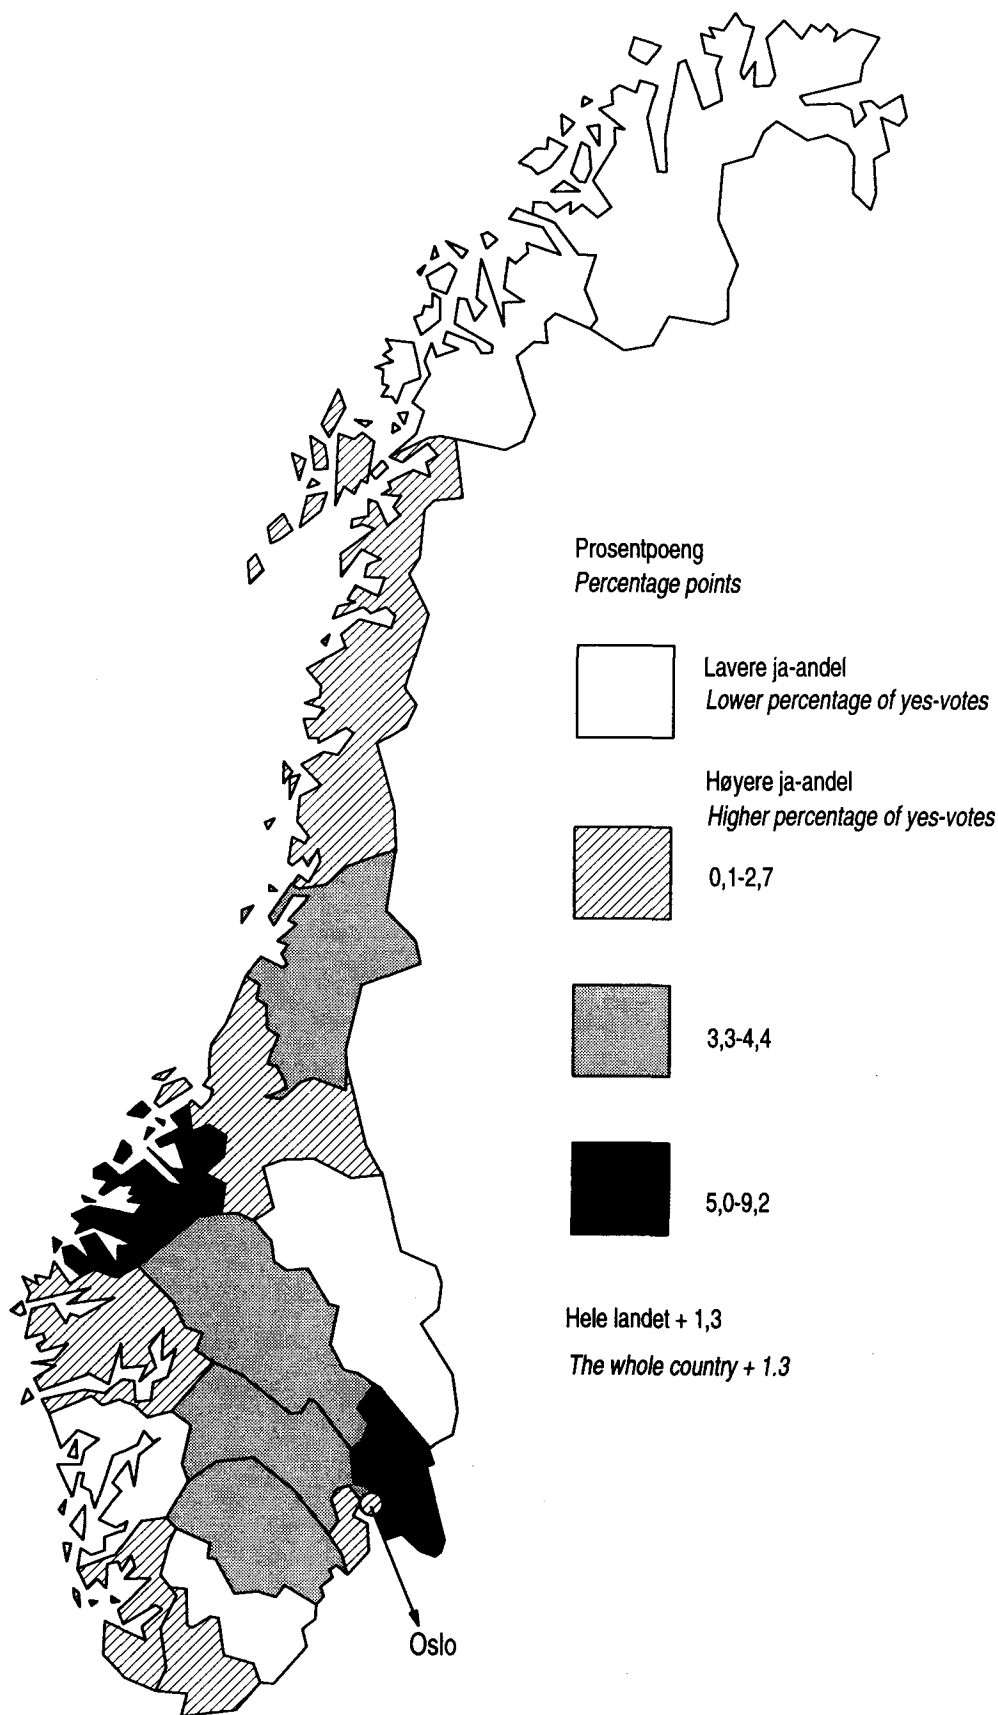 Prosentpoeng
Percentage points
Lavere ja-andel
Lower percentage of yes-votes
Høyere ja-andel
Higher percentage of yes-votes
0,1-2,7
3,3-4,4
5,0-9,2
Hele landet + 1,3
The whole country + 1.3
Oslo